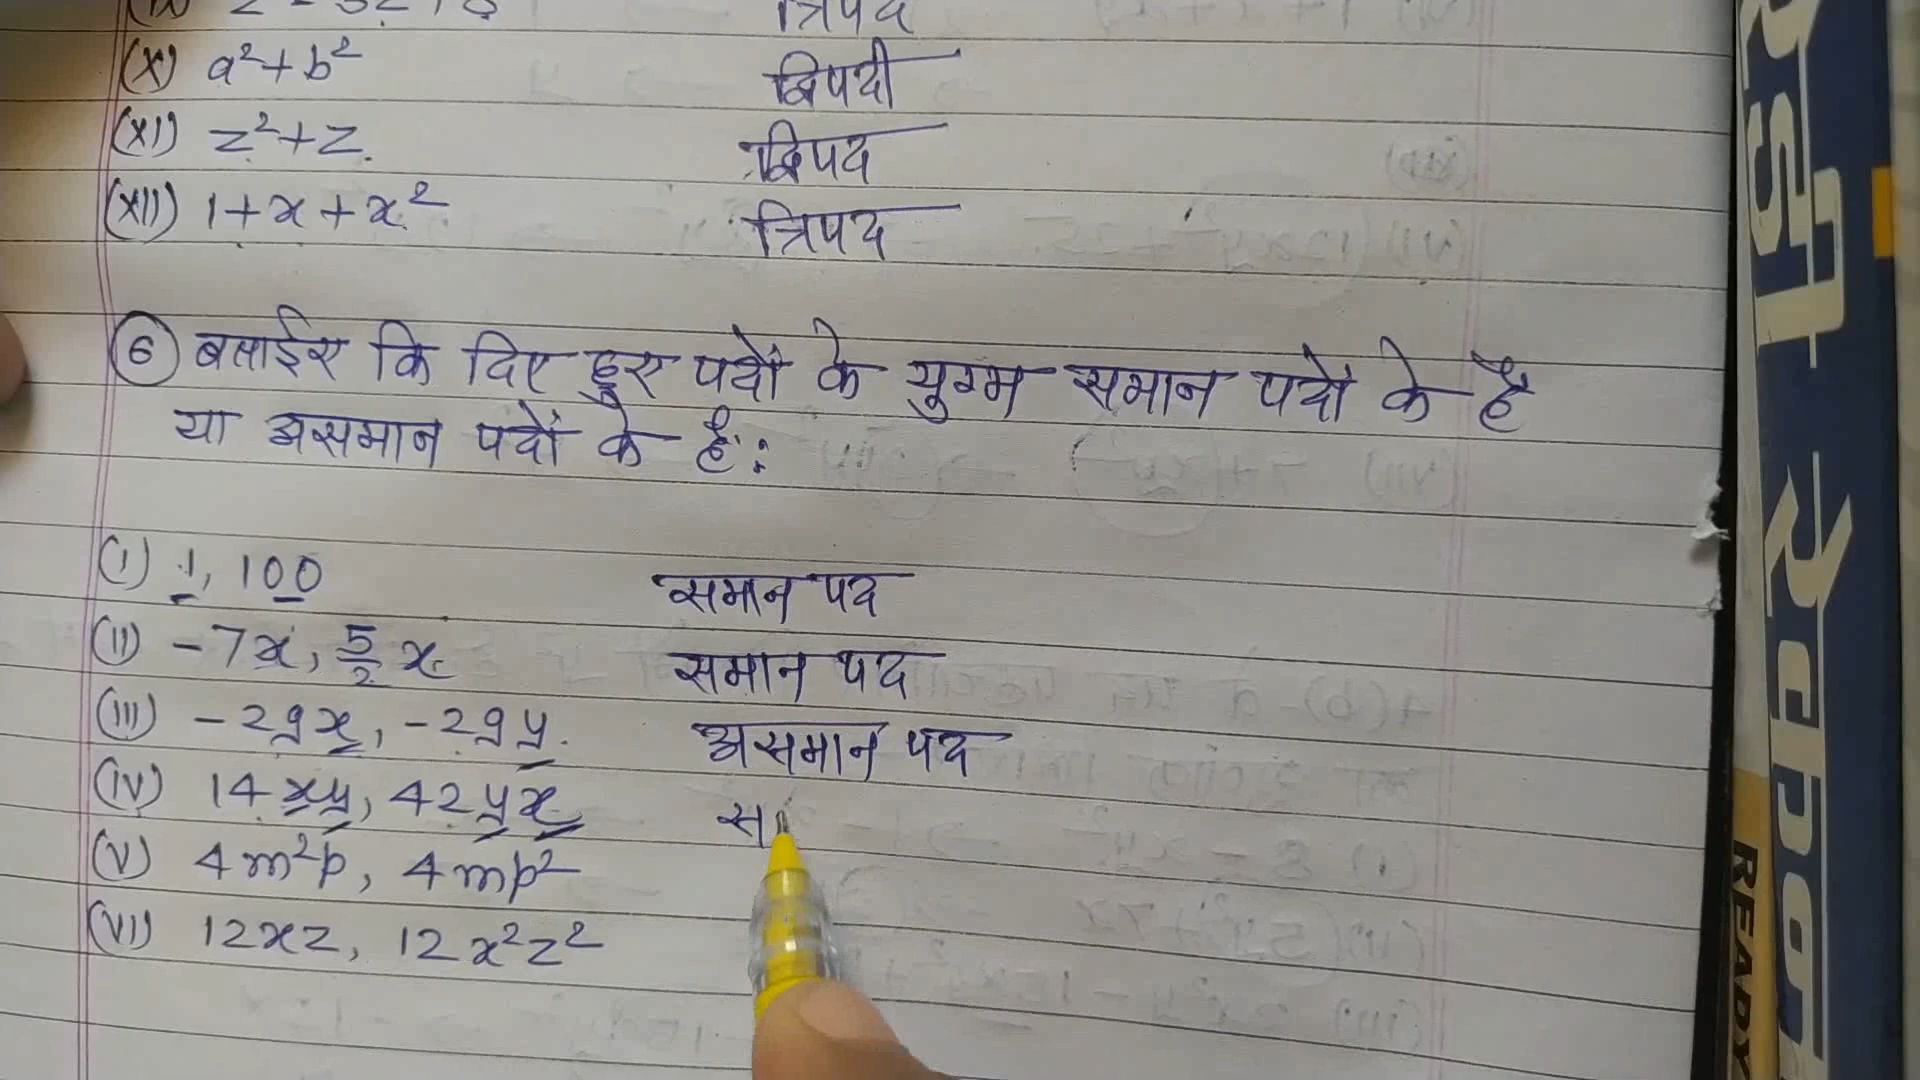 (X) a²+b² द्विपदी
(XI) z²+z द्विपद
(XII) 1+x+x² त्रिपद
6 बताईए कि दिए हुए पदों के युग्म समान पदों के है
या असमान पदों के है:
(I) 1, 100 समान पद
(II) -7x, 5/2 x समान पद
(III) -29x, -29y. असमान पद
(IV) 14xy, 42yx स
(V) 4m²p, 4mp²
(VI) 12xz, 12x²z²
READY